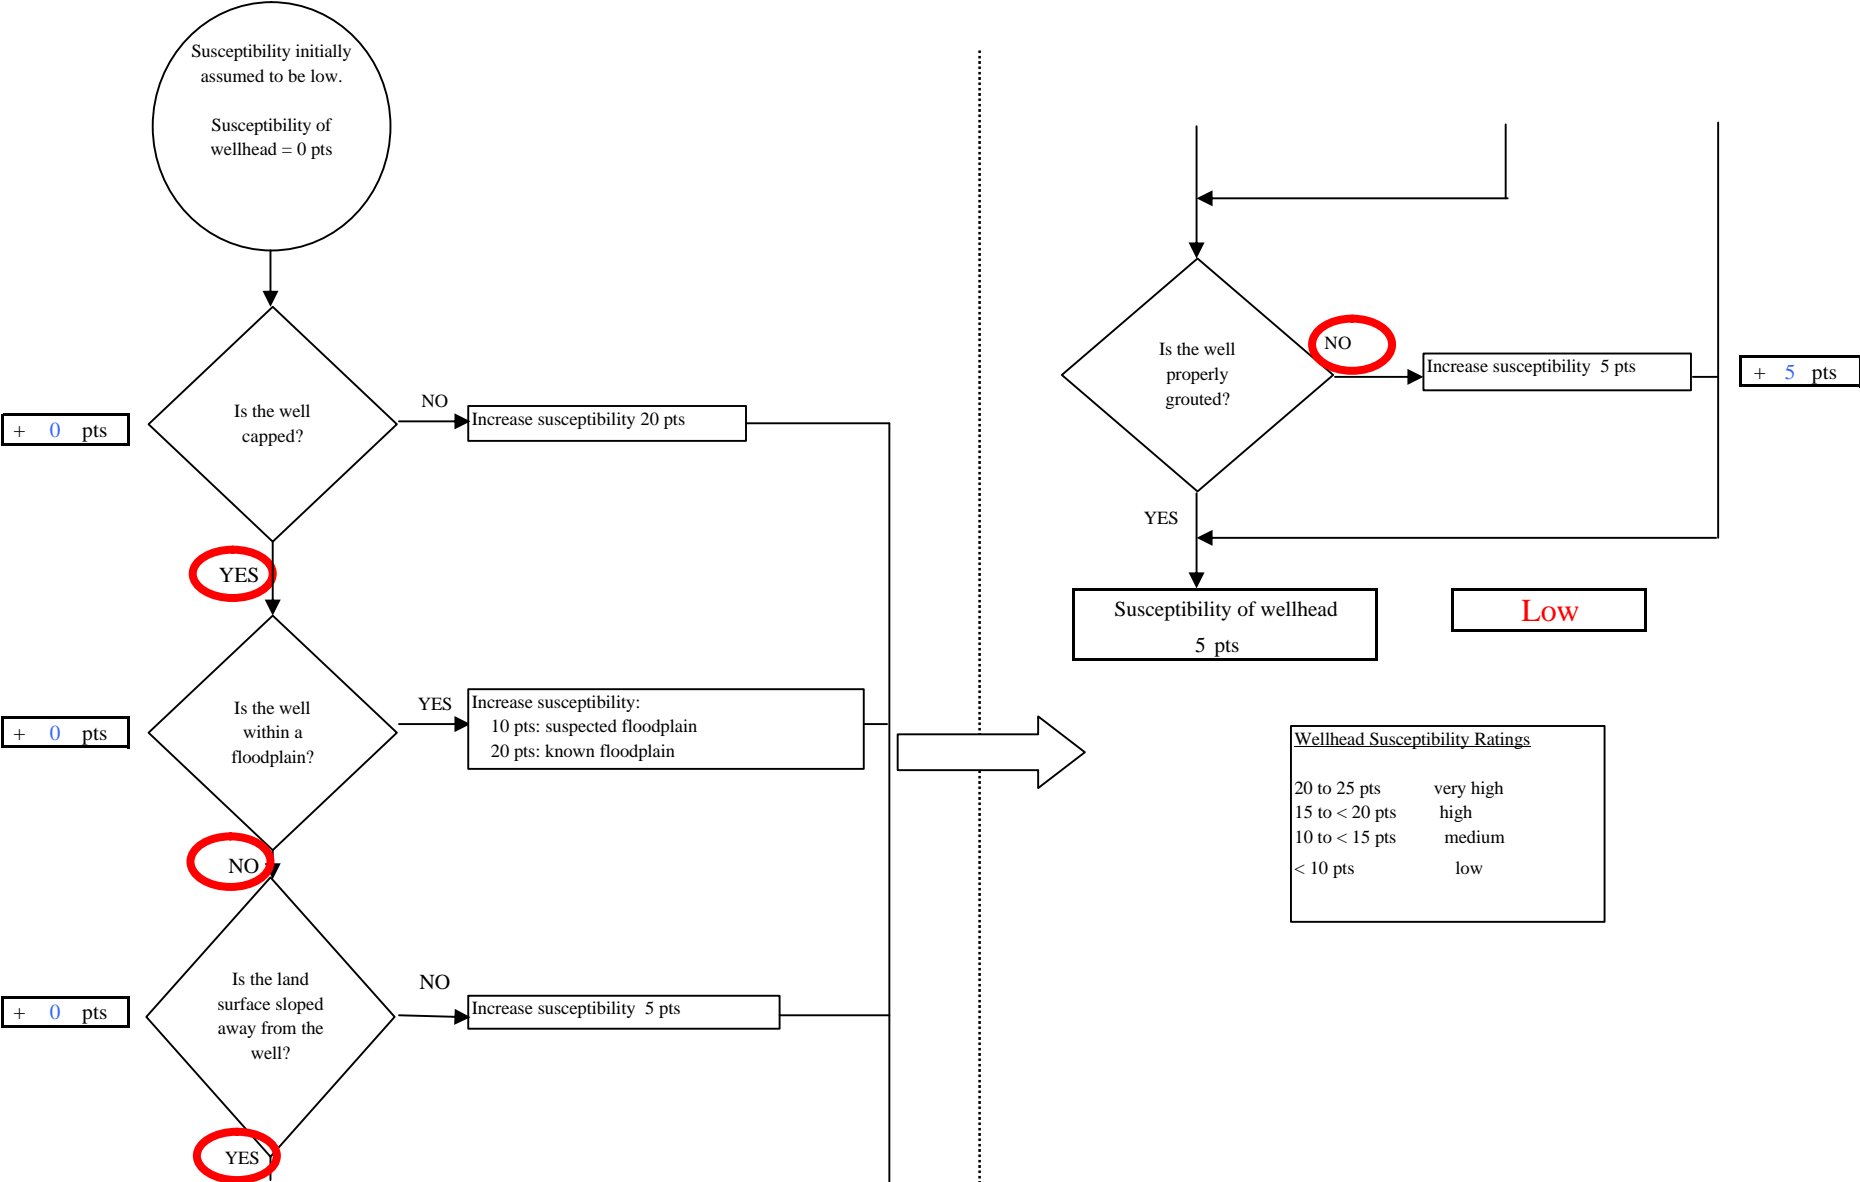 Susceptibility initially
assumed to be low.
Susceptibility of
wellhead = 0 pts
Is the well
capped?
NO
Increase susceptibility 20 pts
+ 0 pts
YES
Is the well
within a
floodplain?
YES
Increase susceptibility:
10 pts: suspected floodplain
20 pts: known floodplain
+ 0 pts
NO
Is the land
surface sloped
away from the
well?
NO
Increase susceptibility 5 pts
+ 0 pts
YES
Is the well
properly
grouted?
NO
Increase susceptibility 5 pts
+ 5 pts
YES
Susceptibility of wellhead
5 pts
Low
Wellhead Susceptibility Ratings
20 to 25 pts very high
15 to < 20 pts high
10 to < 15 pts medium
< 10 pts low